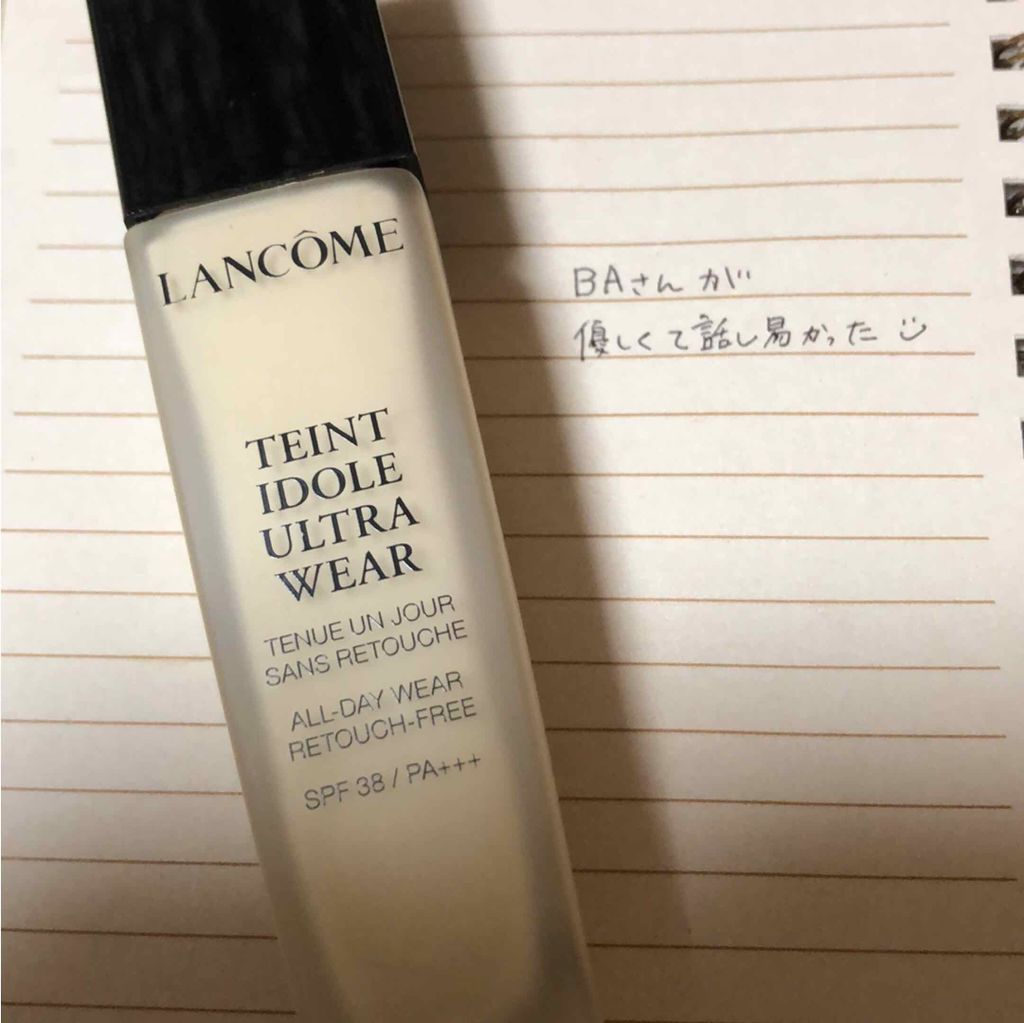 LANCÔME
TEINT
IDOLE
ULTRA
WEAR
TENUE UN JOUR
SANS RETOUCHE
ALL-DAY WEAR
RETOUCH-FREE
SPF 38 / PA+++
BAさんが
優しくて話し易かった